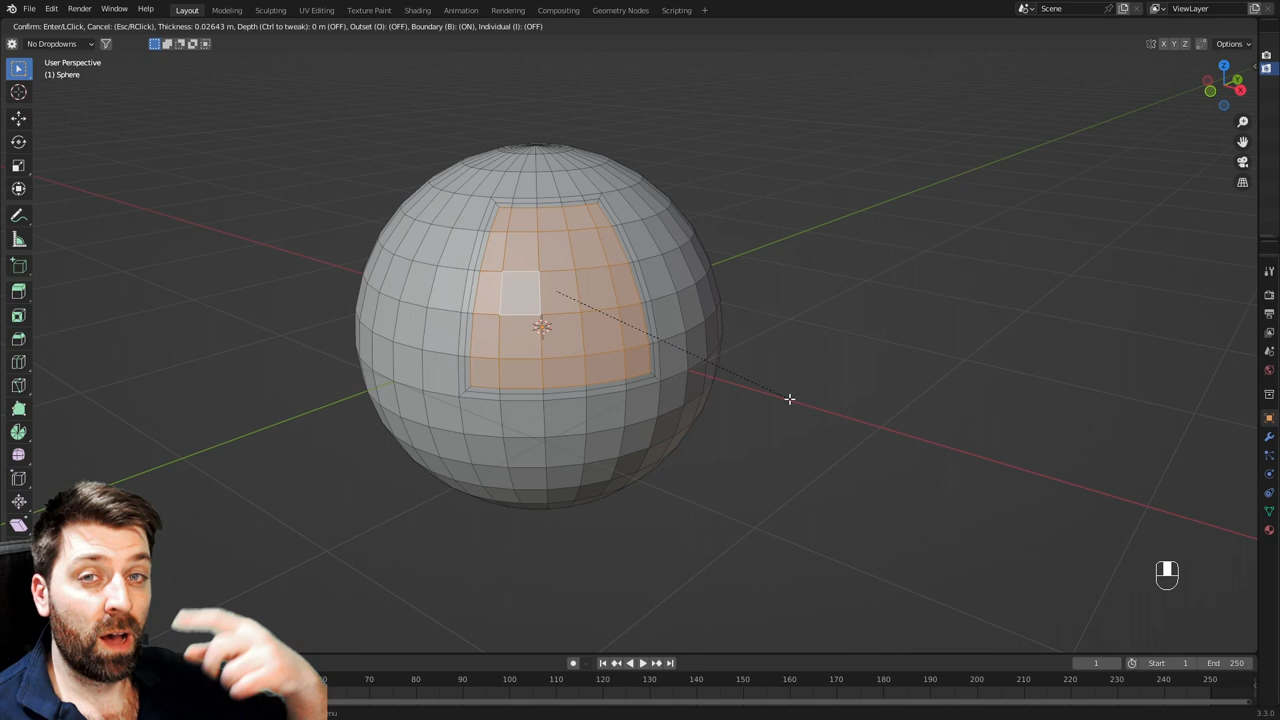 File Edit Render Window Help Layout Modeling Sculpting UV Editing Texture Paint Shading Animation Rendering Compositing Geometry Nodes Scripting + Scene ViewLayer
Confirm: Enter/LClick, Cancel: (Esc/RClick), Thickness: 0.02643 m, Depth (Ctrl to tweak): 0 m (OFF), Outset (O): (OFF), Boundary (B): (ON), Individual (I): (OFF)
No Dropdowns X Y Z Options
User Perspective
(1) Sphere
Z
Y
X
1 Start 1 End 250
70 80 90 100 110 120 130 140 150 160 170 180 190 200 210 220 230 240 250
3.3.0